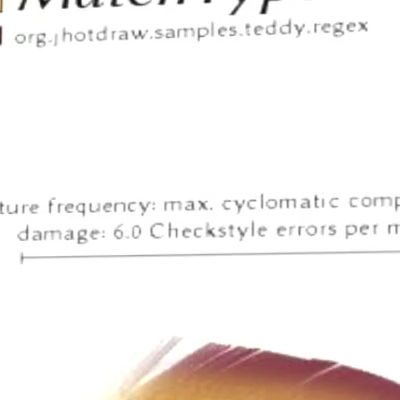 org.jhotdraw.samples.teddy.regex
ture frequency: max. cyclomatic comp
damage: 6.0 Checkstyle errors per m